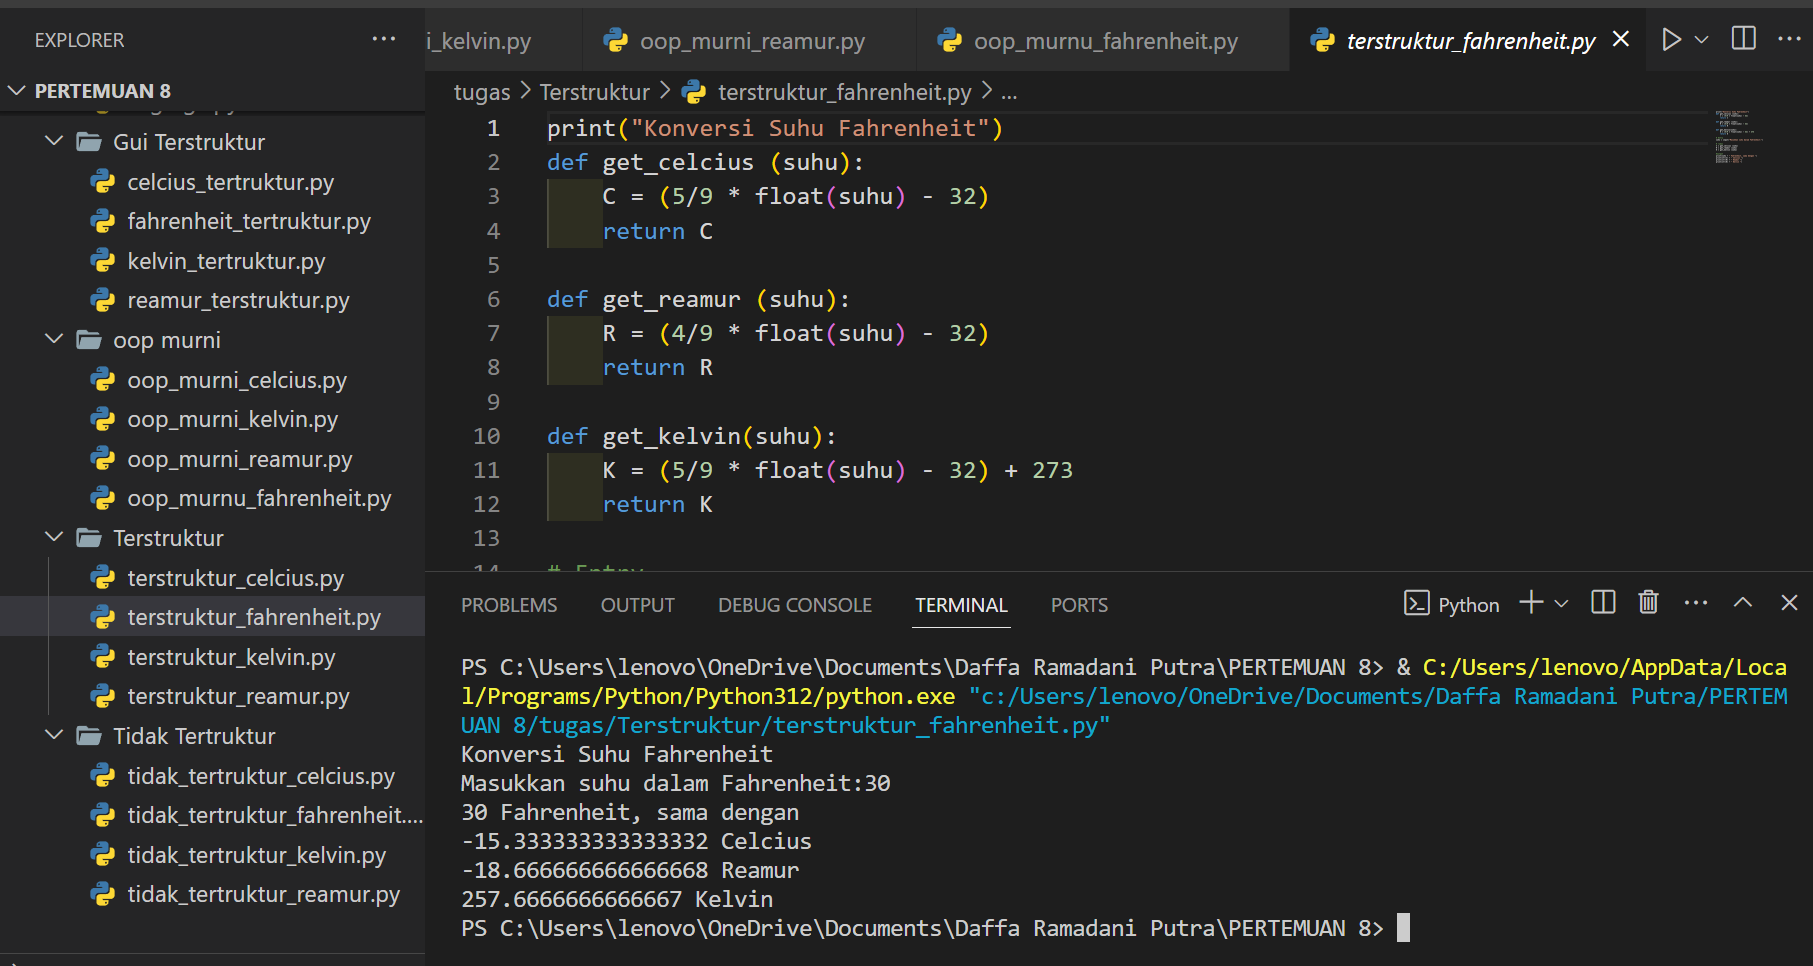 EXPLORER
PERTEMUAN 8
Gui Terstruktur
celcius_tertruktur.py
fahrenheit_tertruktur.py
kelvin_tertruktur.py
reamur_terstruktur.py
oop murni
oop_murni_celcius.py
oop_murni_kelvin.py
oop_murni_reamur.py
oop_murnu_fahrenheit.py
Terstruktur
terstruktur_celcius.py
terstruktur_fahrenheit.py
terstruktur_kelvin.py
terstruktur_reamur.py
Tidak Tertruktur
tidak_tertruktur_celcius.py
tidak_tertruktur_fahrenheit....
tidak_tertruktur_kelvin.py
tidak_tertruktur_reamur.py
i_kelvin.py oop_murni_reamur.py oop_murnu_fahrenheit.py terstruktur_fahrenheit.py
tugas > Terstruktur > terstruktur_fahrenheit.py > ...
1 print("Konversi Suhu Fahrenheit")
2 def get_celcius (suhu):
3 C = (5/9 * float(suhu) - 32)
4 return C
5
6 def get_reamur (suhu):
7 R = (4/9 * float(suhu) - 32)
8 return R
9
10 def get_kelvin(suhu):
11 K = (5/9 * float(suhu) - 32) + 273
12 return K
13
14 # Entry
PROBLEMS OUTPUT DEBUG CONSOLE TERMINAL PORTS Python
PS C:\Users\lenovo\OneDrive\Documents\Daffa Ramadani Putra\PERTEMUAN 8> & C:/Users/lenovo/AppData/Loca
l/Programs/Python/Python312/python.exe "c:/Users/lenovo/OneDrive/Documents/Daffa Ramadani Putra/PERTEM
UAN 8/tugas/Terstruktur/terstruktur_fahrenheit.py"
Konversi Suhu Fahrenheit
Masukkan suhu dalam Fahrenheit:30
30 Fahrenheit, sama dengan
-15.333333333333332 Celcius
-18.666666666666668 Reamur
257.6666666666667 Kelvin
PS C:\Users\lenovo\OneDrive\Documents\Daffa Ramadani Putra\PERTEMUAN 8>